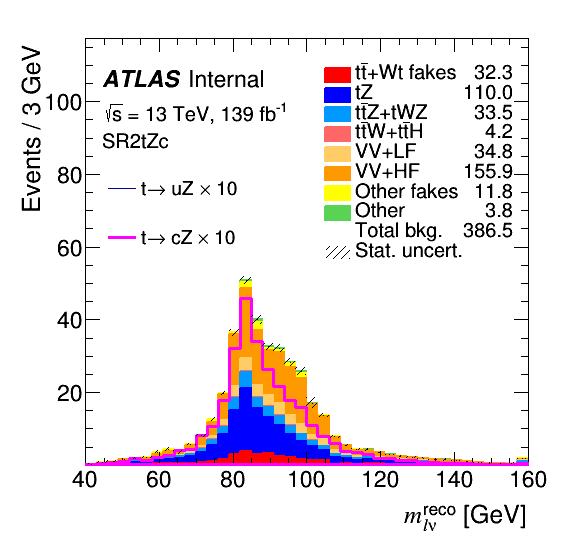 Events / 3 GeV
ATLAS Internal
√s = 13 TeV, 139 fb⁻¹
SR2tZc
t→ uZ × 10
t→ cZ × 10
tt̄+Wt fakes 32.3
tZ 110.0
tt̄Z+tWZ 33.5
tt̄W+tt̄H 4.2
VV+LF 34.8
VV+HF 155.9
Other fakes 11.8
Other 3.8
Total bkg. 386.5
Stat. uncert.
100
80
60
40
20
40 60 80 100 120 140 160
m_{lν}^{reco} [GeV]